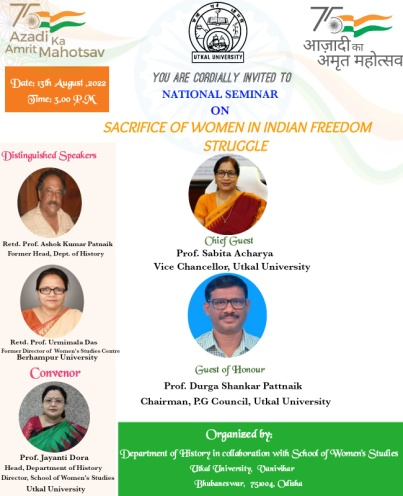 75
Azadi Ka
Amrit Mahotsav
UTKAL UNIVERSITY
75
आज़ादी का
अमृत महोत्सव
Date: 13th August ,2022
Time: 3.00 P.M
YOU ARE CORDIALLY INVITED TO
NATIONAL SEMINAR
ON
SACRIFICE OF WOMEN IN INDIAN FREEDOM
STRUGGLE
Distinguished Speakers
Retd. Prof. Ashok Kumar Patnaik
Former Head, Dept. of History
Retd. Prof. Urmimala Das
Former Director of Women's Studies Centre
Berhampur University
Convenor
Prof. Jayanti Dora
Head, Department of History
Director, School of Women's Studies
Utkal University
Chief Guest
Prof. Sabita Acharya
Vice Chancellor, Utkal University
Guest of Honour
Prof. Durga Shankar Pattnaik
Chairman, P.G Council, Utkal University
Organized by:
Department of History in collaboration with School of Women's Studies
Utkal University, Vanivihar
Bhubaneswar, 751004, Odisha